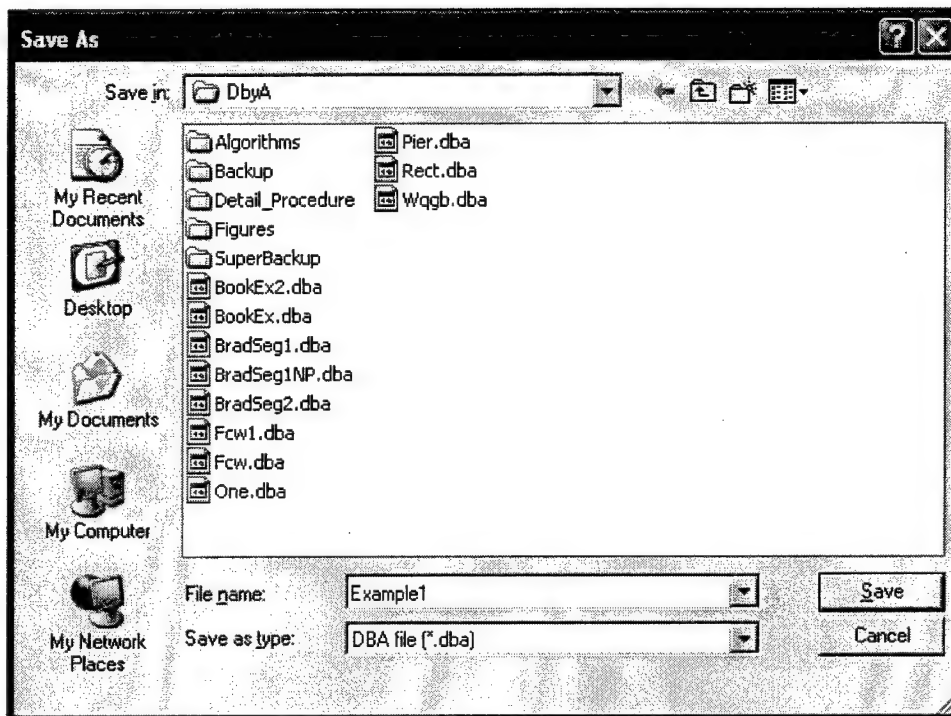 Save As
Save in: DbyA
My Recent Documents
Desktop
My Documents
My Computer
My Network Places
Algorithms
Backup
Detail_Procedure
Figures
SuperBackup
BookEx2.dba
BookEx.dba
BradSeg1.dba
BradSeg1NP.dba
BradSeg2.dba
Fcw1.dba
Fcw.dba
One.dba
Pier.dba
Rect.dba
Wqgb.dba
File name: Example1
Save
Save as type: DBA file (*.dba)
Cancel